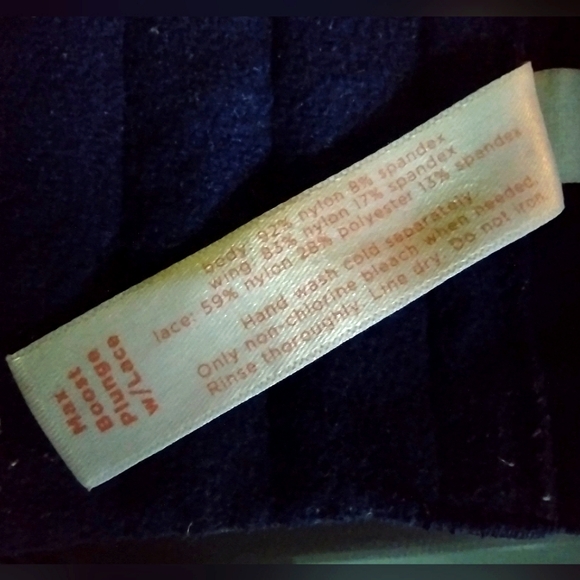 body: 92% nylon 8% spandex
wing: 83% nylon 17% spandex
lace: 59% nylon 28% polyester 13% spandex
Hand wash cold separately
Only non-chlorine bleach when needed.
Rinse thoroughly. Line dry. Do not iron.
Max
Boost
Plunge
w/Lace